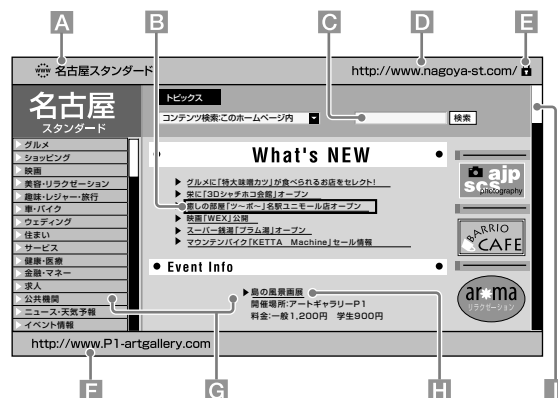 A B C D E
www 名古屋スタンダード http://www.nagoya-st.com/
名古屋
スタンダード
トピックス
コンテンツ検索:このホームページ内 検索
グルメ
ショッピング
映画
美容・リラクゼーション
趣味・レジャー・旅行
車・バイク
ウェディング
住まい
サービス
健康・医療
金融・マネー
求人
公共機関
ニュース・天気予報
イベント情報
What's NEW
グルメに「特大味噌カツ」が食べられるお店をセレクト!
栄に「3Dシャチホコ会館」オープン
癒しの部屋「ツ〜ボ〜」名駅ユニモール店オープン
映画「WEX」公開
スーパー銭湯「プラム湯」オープン
マウンテンバイク「KETTA Machine」セール情報
Event Info
島の風景画展
開催場所:アートギャラリーP1
料金:一般1,200円 学生900円
ajp
scs photography
BARRIO
CAFE
aroma
リラクゼーション
http://www.P1-artgallery.com
F G H I